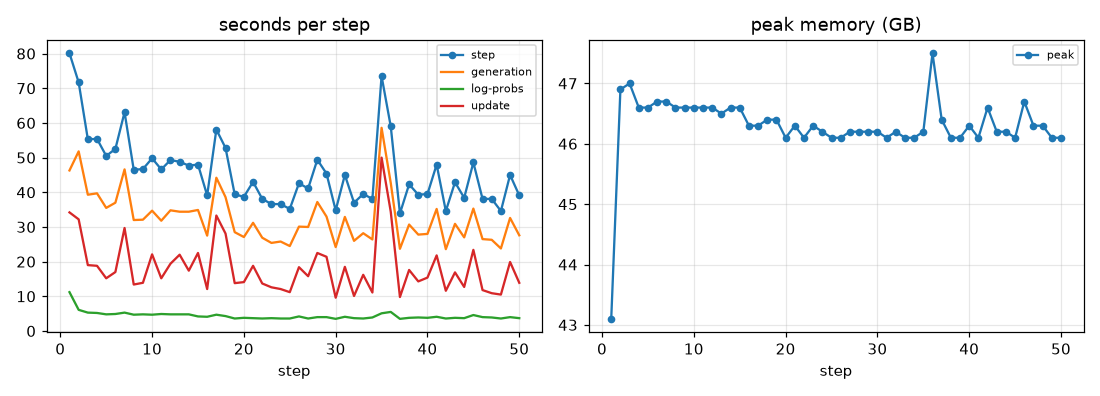 seconds per step
80
70
60
50
40
30
20
10
0
0 10 20 30 40 50
step
step
generation
log-probs
update
peak memory (GB)
47
46
45
44
43
0 10 20 30 40 50
step
peak